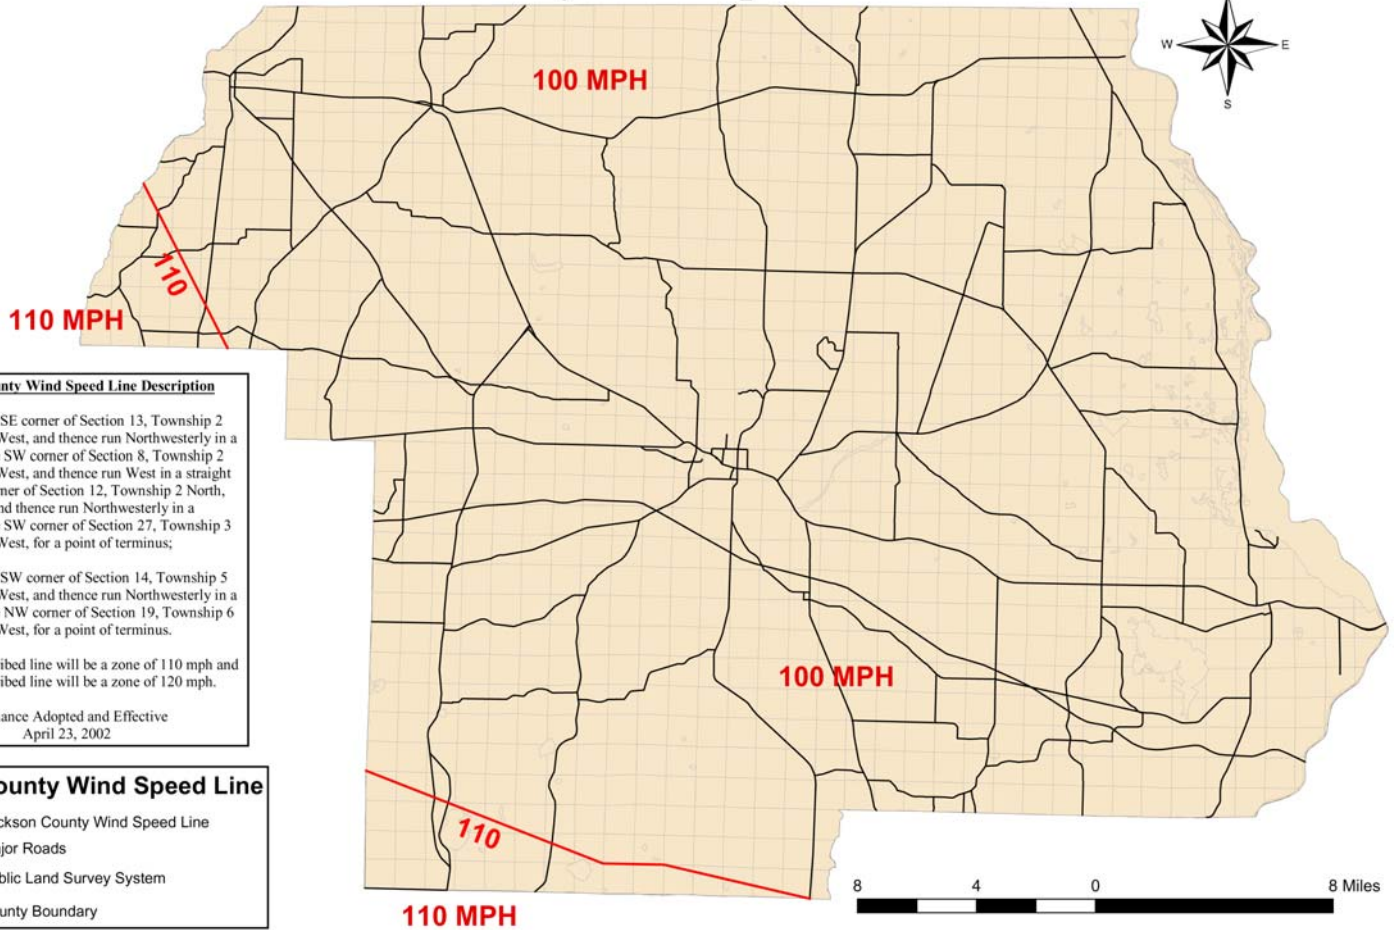 100 MPH
W E
S
110
110 MPH
nty Wind Speed Line Description
SE corner of Section 13, Township 2
West, and thence run Northwesterly in a
SW corner of Section 8, Township 2
West, and thence run West in a straight
ner of Section 12, Township 2 North,
nd thence run Northwesterly in a
SW corner of Section 27, Township 3
West, for a point of terminus;
SW corner of Section 14, Township 5
West, and thence run Northwesterly in a
NW corner of Section 19, Township 6
West, for a point of terminus.
ibed line will be a zone of 110 mph and
ibed line will be a zone of 120 mph.
ance Adopted and Effective
April 23, 2002
ounty Wind Speed Line
ckson County Wind Speed Line
jor Roads
blic Land Survey System
unty Boundary
100 MPH
110
110 MPH
8 4 0 8 Miles